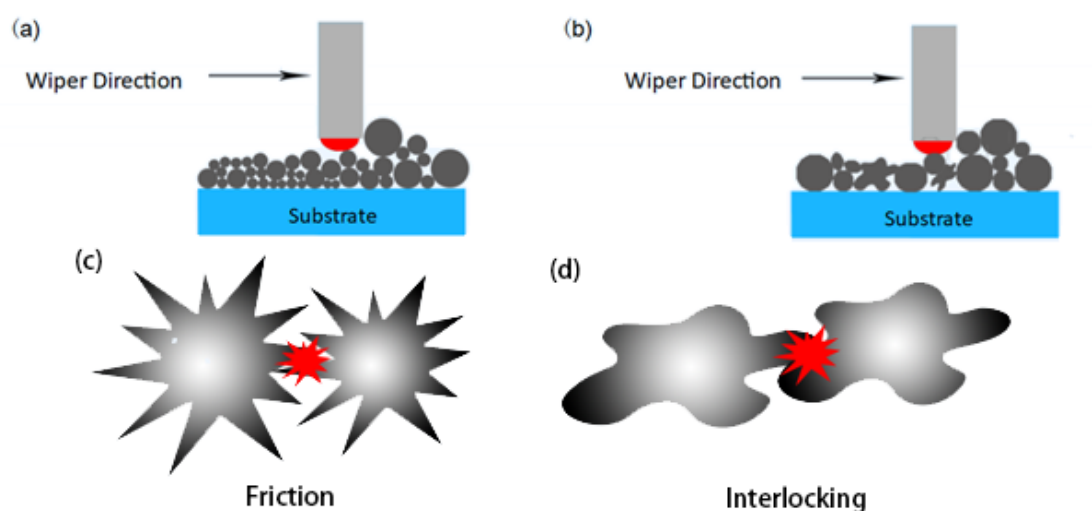 (a)
Wiper Direction
Substrate
(b)
Wiper Direction
Substrate
(c)
Friction
(d)
Interlocking